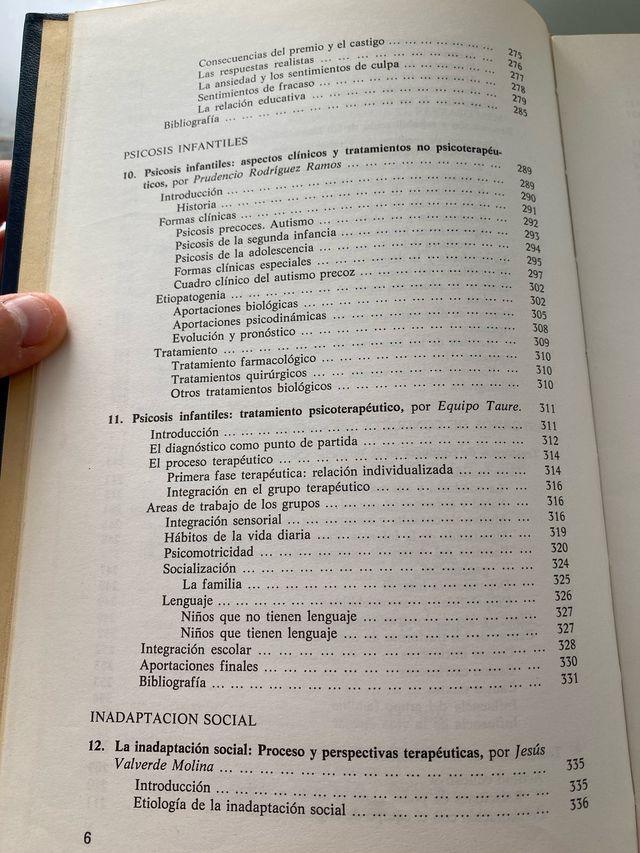 Consecuencias del premio y el castigo ... ... ... ... ... ... 275
Las respuestas realistas ... ... ... ... ... ... ... ... ... 276
La ansiedad y los sentimientos de culpa ... ... ... ... ... 277
Sentimientos de fracaso ... ... ... ... ... ... ... ... ... 278
La relación educativa ... ... ... ... ... ... ... ... ... 279
Bibliografía ... ... ... ... ... ... ... ... ... ... ... ... 285
PSICOSIS INFANTILES
10. Psicosis infantiles: aspectos clínicos y tratamientos no psicoterapéu-
ticos, por Prudencio Rodríguez Ramos ... ... ... ... ... ... 289
Introducción ... ... ... ... ... ... ... ... ... ... ... 289
Historia ... ... ... ... ... ... ... ... ... ... ... 290
Formas clínicas ... ... ... ... ... ... ... ... ... ... 291
Psicosis precoces. Autismo ... ... ... ... ... ... ... 292
Psicosis de la segunda infancia ... ... ... ... ... ... 293
Psicosis de la adolescencia ... ... ... ... ... ... ... 294
Formas clínicas especiales ... ... ... ... ... ... ... 295
Cuadro clínico del autismo precoz ... ... ... ... ... ... 297
Etiopatogenia ... ... ... ... ... ... ... ... ... ... ... 302
Aportaciones biológicas ... ... ... ... ... ... ... ... 302
Aportaciones psicodinámicas ... ... ... ... ... ... ... 305
Evolución y pronóstico ... ... ... ... ... ... ... ... 308
Tratamiento ... ... ... ... ... ... ... ... ... ... ... 309
Tratamiento farmacológico ... ... ... ... ... ... ... 310
Tratamientos quirúrgicos ... ... ... ... ... ... ... 310
Otros tratamientos biológicos ... ... ... ... ... ... 310
11. Psicosis infantiles: tratamiento psicoterapéutico, por Equipo Taure. 311
Introducción ... ... ... ... ... ... ... ... ... ... ... 311
El diagnóstico como punto de partida ... ... ... ... ... ... 312
El proceso terapéutico ... ... ... ... ... ... ... ... ... 314
Primera fase terapéutica: relación individualizada ... ... ... 314
Integración en el grupo terapéutico ... ... ... ... ... ... 316
Areas de trabajo de los grupos ... ... ... ... ... ... ... 316
Integración sensorial ... ... ... ... ... ... ... ... ... 316
Hábitos de la vida diaria ... ... ... ... ... ... ... ... 319
Psicomotricidad ... ... ... ... ... ... ... ... ... ... 320
Socialización ... ... ... ... ... ... ... ... ... ... ... 324
La familia ... ... ... ... ... ... ... ... ... ... ... 325
Lenguaje ... ... ... ... ... ... ... ... ... ... ... ... 326
Niños que no tienen lenguaje ... ... ... ... ... ... ... 327
Niños que tienen lenguaje ... ... ... ... ... ... ... 327
Integración escolar ... ... ... ... ... ... ... ... ... ... 328
Aportaciones finales ... ... ... ... ... ... ... ... ... ... 330
Bibliografía ... ... ... ... ... ... ... ... ... ... ... ... 331
INADAPTACION SOCIAL
12. La inadaptación social: Proceso y perspectivas terapéuticas, por Jesús
Valverde Molina ... ... ... ... ... ... ... ... ... ... ... 335
Introducción ... ... ... ... ... ... ... ... ... ... ... ... 335
Etiología de la inadaptación social ... ... ... ... ... ... ... 336
6